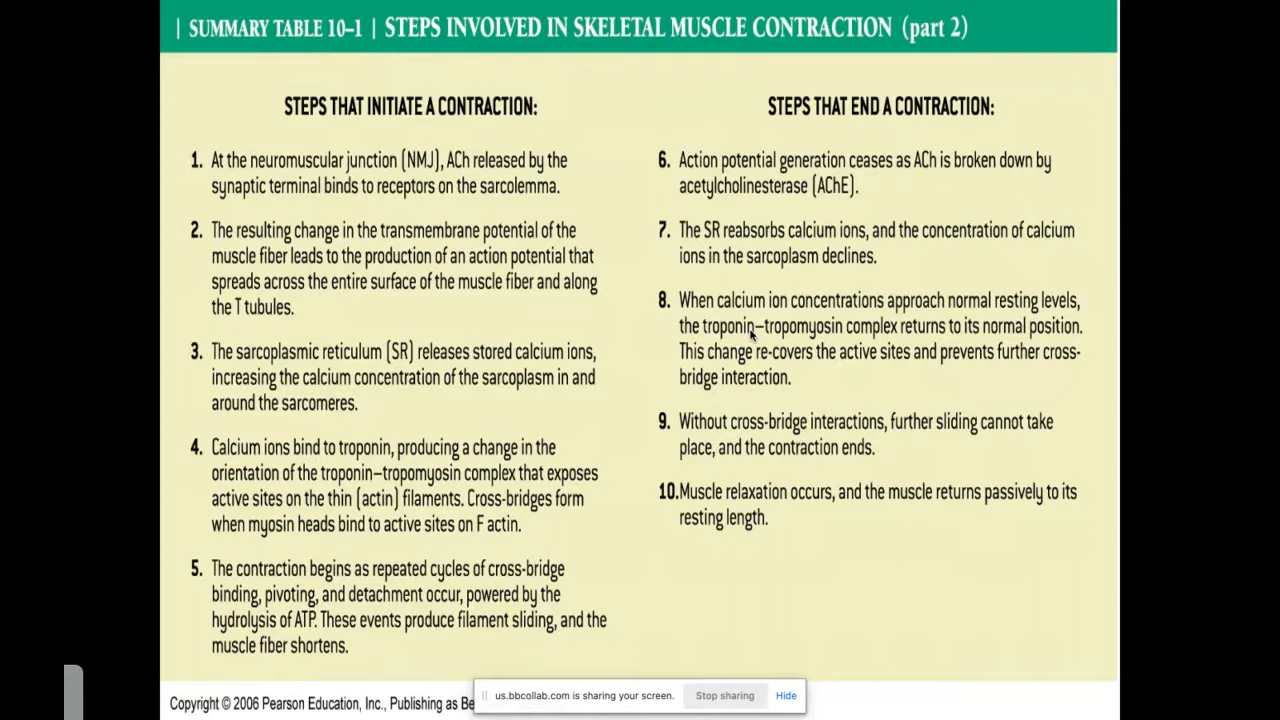 | SUMMARY TABLE 10–1 | STEPS INVOLVED IN SKELETAL MUSCLE CONTRACTION (part 2)
STEPS THAT INITIATE A CONTRACTION:
1. At the neuromuscular junction (NMJ), ACh released by the
synaptic terminal binds to receptors on the sarcolemma.
2. The resulting change in the transmembrane potential of the
muscle fiber leads to the production of an action potential that
spreads across the entire surface of the muscle fiber and along
the T tubules.
3. The sarcoplasmic reticulum (SR) releases stored calcium ions,
increasing the calcium concentration of the sarcoplasm in and
around the sarcomeres.
4. Calcium ions bind to troponin, producing a change in the
orientation of the troponin–tropomyosin complex that exposes
active sites on the thin (actin) filaments. Cross-bridges form
when myosin heads bind to active sites on F actin.
5. The contraction begins as repeated cycles of cross-bridge
binding, pivoting, and detachment occur, powered by the
hydrolysis of ATP. These events produce filament sliding, and the
muscle fiber shortens.
STEPS THAT END A CONTRACTION:
6. Action potential generation ceases as ACh is broken down by
acetylcholinesterase (AChE).
7. The SR reabsorbs calcium ions, and the concentration of calcium
ions in the sarcoplasm declines.
8. When calcium ion concentrations approach normal resting levels,
the troponin–tropomyosin complex returns to its normal position.
This change re-covers the active sites and prevents further cross-
bridge interaction.
9. Without cross-bridge interactions, further sliding cannot take
place, and the contraction ends.
10. Muscle relaxation occurs, and the muscle returns passively to its
resting length.
Copyright © 2006 Pearson Education, Inc., Publishing as Be
us.bbcollab.com is sharing your screen. Stop sharing Hide